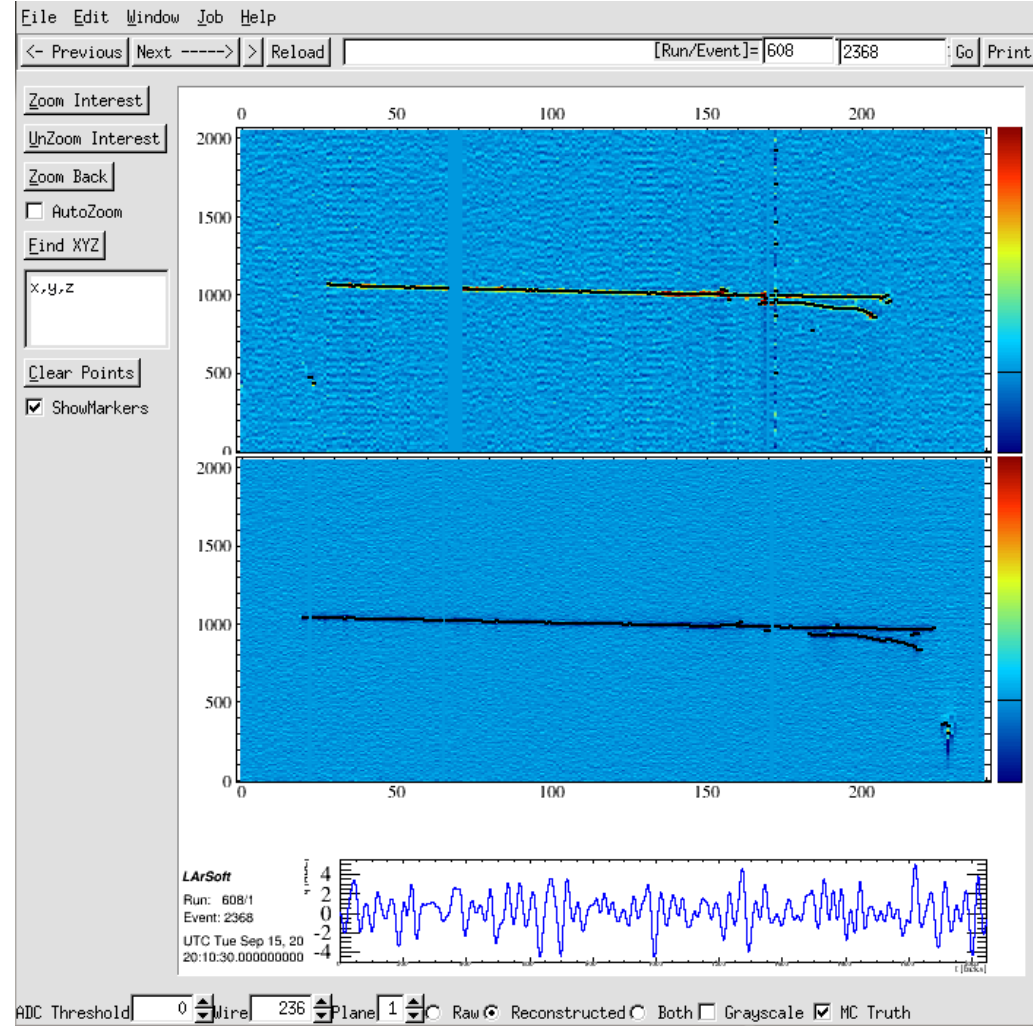 File Edit Window Job Help
<- Previous Next -----> > Reload [Run/Event]= 608 2368 Go Print
Zoom Interest
UnZoom Interest
Zoom Back
AutoZoom
Find XYZ
x,y,z
Clear Points
ShowMarkers
0 50 100 150 200
2000
1500
1000
500
0
2000
1500
1000
500
0
0 50 100 150 200
LArSoft
Run: 608/1
Event: 2368
UTC Tue Sep 15, 20
20:10:30.000000000
4
2
0
-2
-4
t [ticks]
ADC Threshold 0 Wire 236 Plane 1 Raw Reconstructed Both Grayscale MC Truth